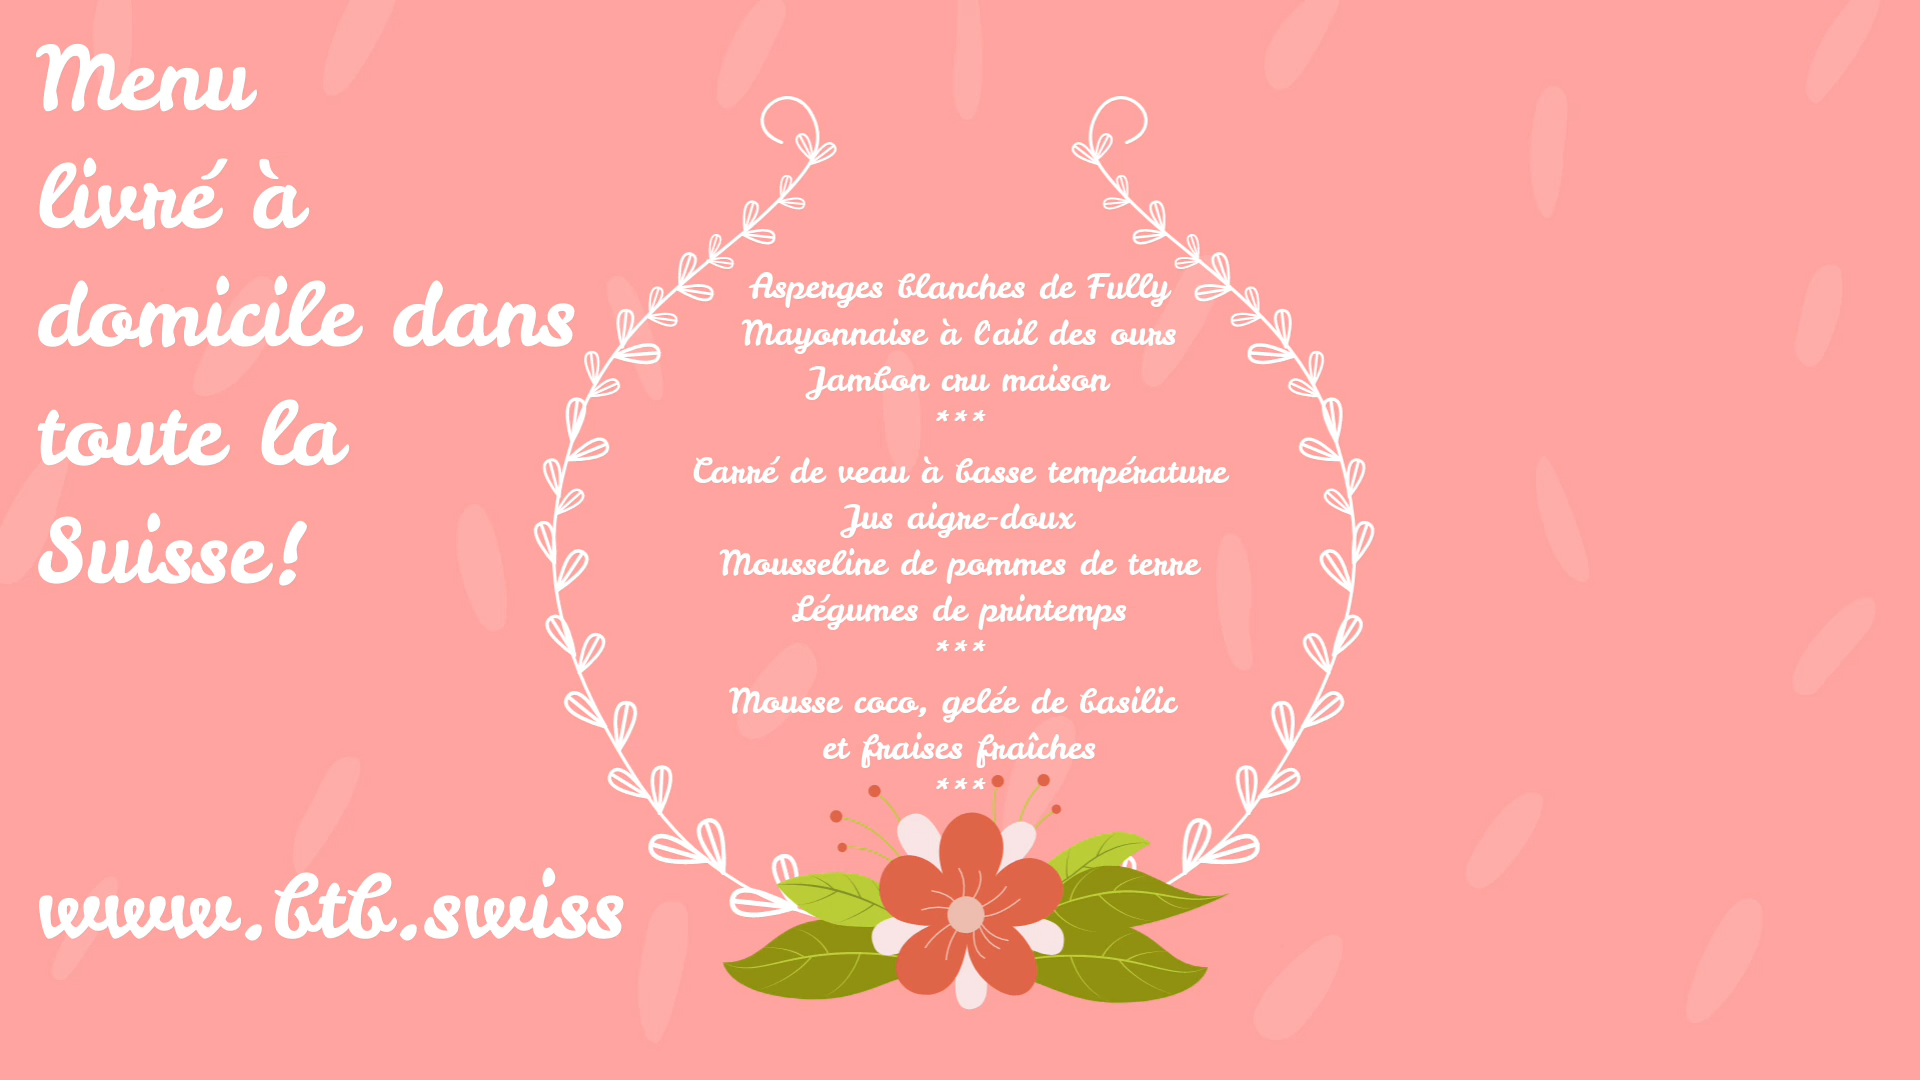 Menu
livré à
domicile dans
toute la
Suisse!
www.btb.swiss
Asperges blanches de Fully
Mayonnaise à l'ail des ours
Jambon cru maison
***
Carré de veau à basse température
Jus aigre-doux
Mousseline de pommes de terre
Légumes de printemps
***
Mousse coco, gelée de basilic
et fraises fraîches
***